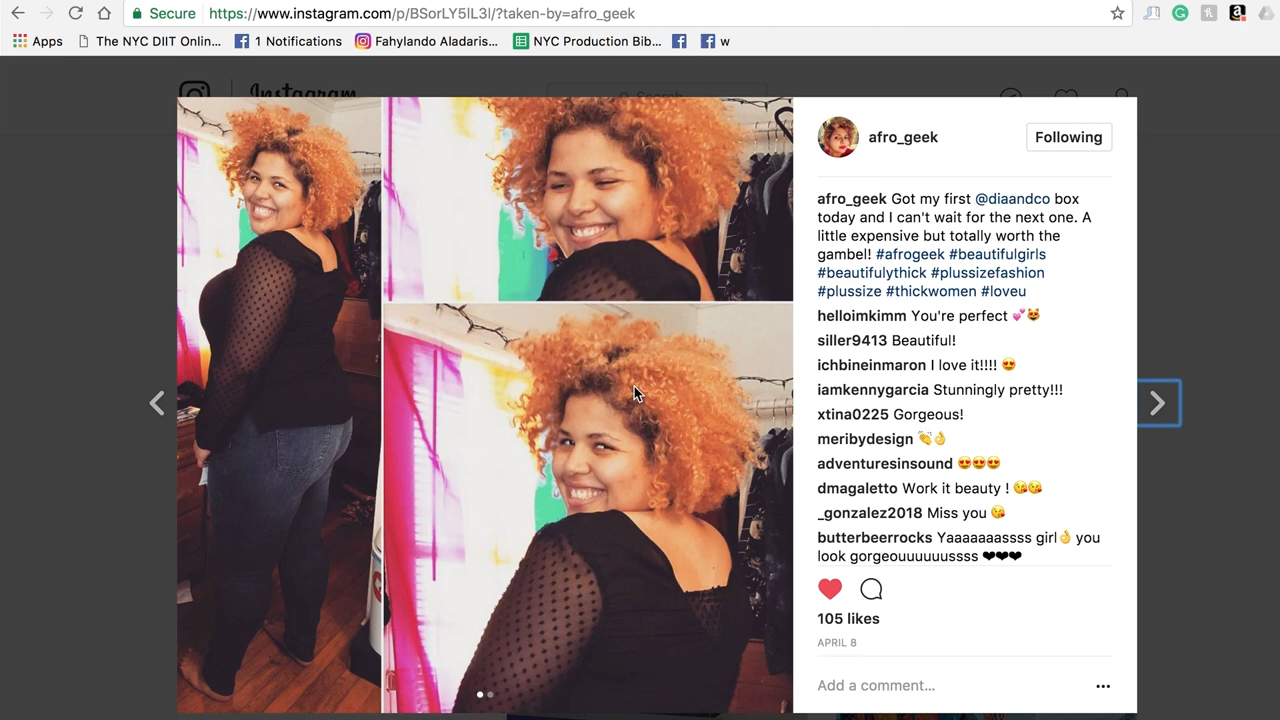 Secure https://www.instagram.com/p/BSorLY5lL3l/?taken-by=afro_geek
Apps The NYC DIIT Onlin... 1 Notifications Fahylando Aladaris... NYC Production Bib... w
Instagram Search
afro_geek Following
afro_geek Got my first @diaandco box
today and I can't wait for the next one. A
little expensive but totally worth the
gambel! #afrogeek #beautifulgirls
#beautifulythick #plussizefashion
#plussize #thickwomen #loveu
helloimkimm You're perfect 💕😻
siller9413 Beautiful!
ichbineinmaron I love it!!!! 😍
iamkennygarcia Stunningly pretty!!!
xtina0225 Gorgeous!
meribydesign 👏👌
adventuresinsound 😍😍😍
dmagaletto Work it beauty ! 😘😘
_gonzalez2018 Miss you 😘
butterbeerrocks Yaaaaaaassss girl👌 you
look gorgeouuuuuussss ❤❤❤
105 likes
APRIL 8
Add a comment...